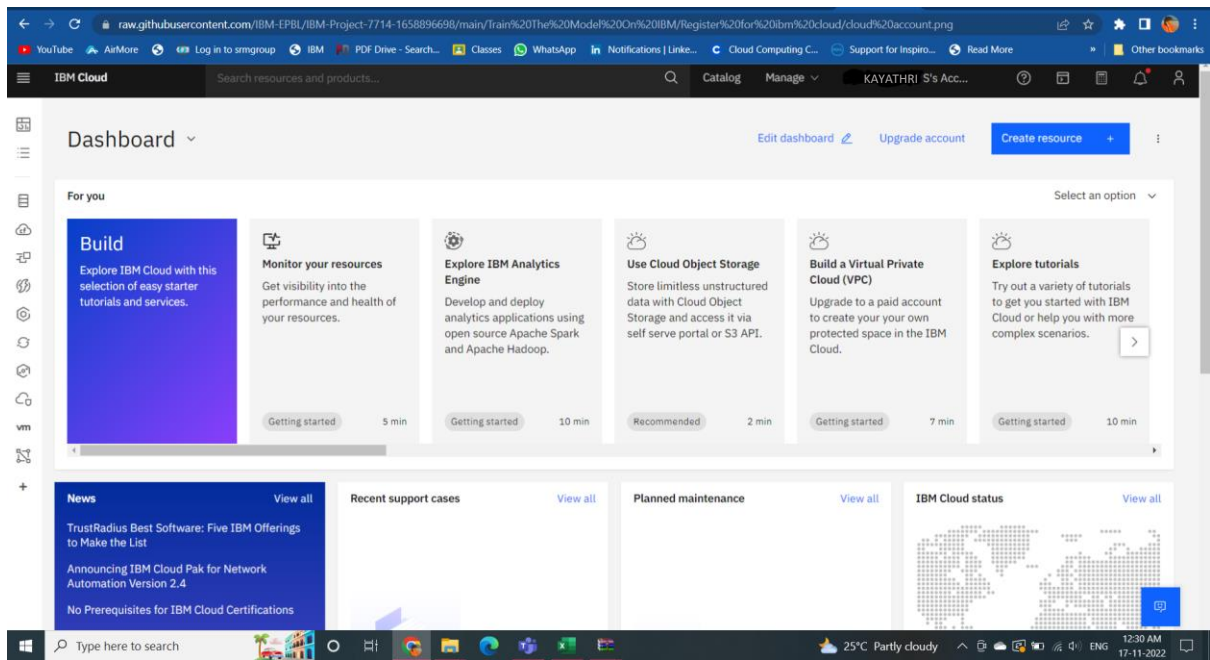 raw.githubusercontent.com/IBM-EPBL/IBM-Project-7714-1658896698/main/Train%20The%20Model%20On%20IBM/Register%20for%20ibm%20cloud/cloud%20account.png
YouTube AirMore Log in to srmgroup IBM PDF Drive - Search... Classes WhatsApp Notifications | Linke... Cloud Computing C... Support for Inspiro... Read More » Other bookmarks
IBM Cloud Search resources and products... Catalog Manage KAYATHRI S's Acc...
Dashboard Edit dashboard Upgrade account Create resource +
For you Select an option
Build
Explore IBM Cloud with this
selection of easy starter
tutorials and services.
Monitor your resources
Get visibility into the
performance and health of
your resources.
Getting started 5 min
Explore IBM Analytics
Engine
Develop and deploy
analytics applications using
open source Apache Spark
and Apache Hadoop.
Getting started 10 min
Use Cloud Object Storage
Store limitless unstructured
data with Cloud Object
Storage and access it via
self serve portal or S3 API.
Recommended 2 min
Build a Virtual Private
Cloud (VPC)
Upgrade to a paid account
to create your your own
protected space in the IBM
Cloud.
Getting started 7 min
Explore tutorials
Try out a variety of tutorials
to get you started with IBM
Cloud or help you with more
complex scenarios.
Getting started 10 min
vm
News View all
TrustRadius Best Software: Five IBM Offerings
to Make the List
Announcing IBM Cloud Pak for Network
Automation Version 2.4
No Prerequisites for IBM Cloud Certifications
Recent support cases View all
Planned maintenance View all
IBM Cloud status View all
Type here to search 25°C Partly cloudy ENG 12:30 AM
17-11-2022